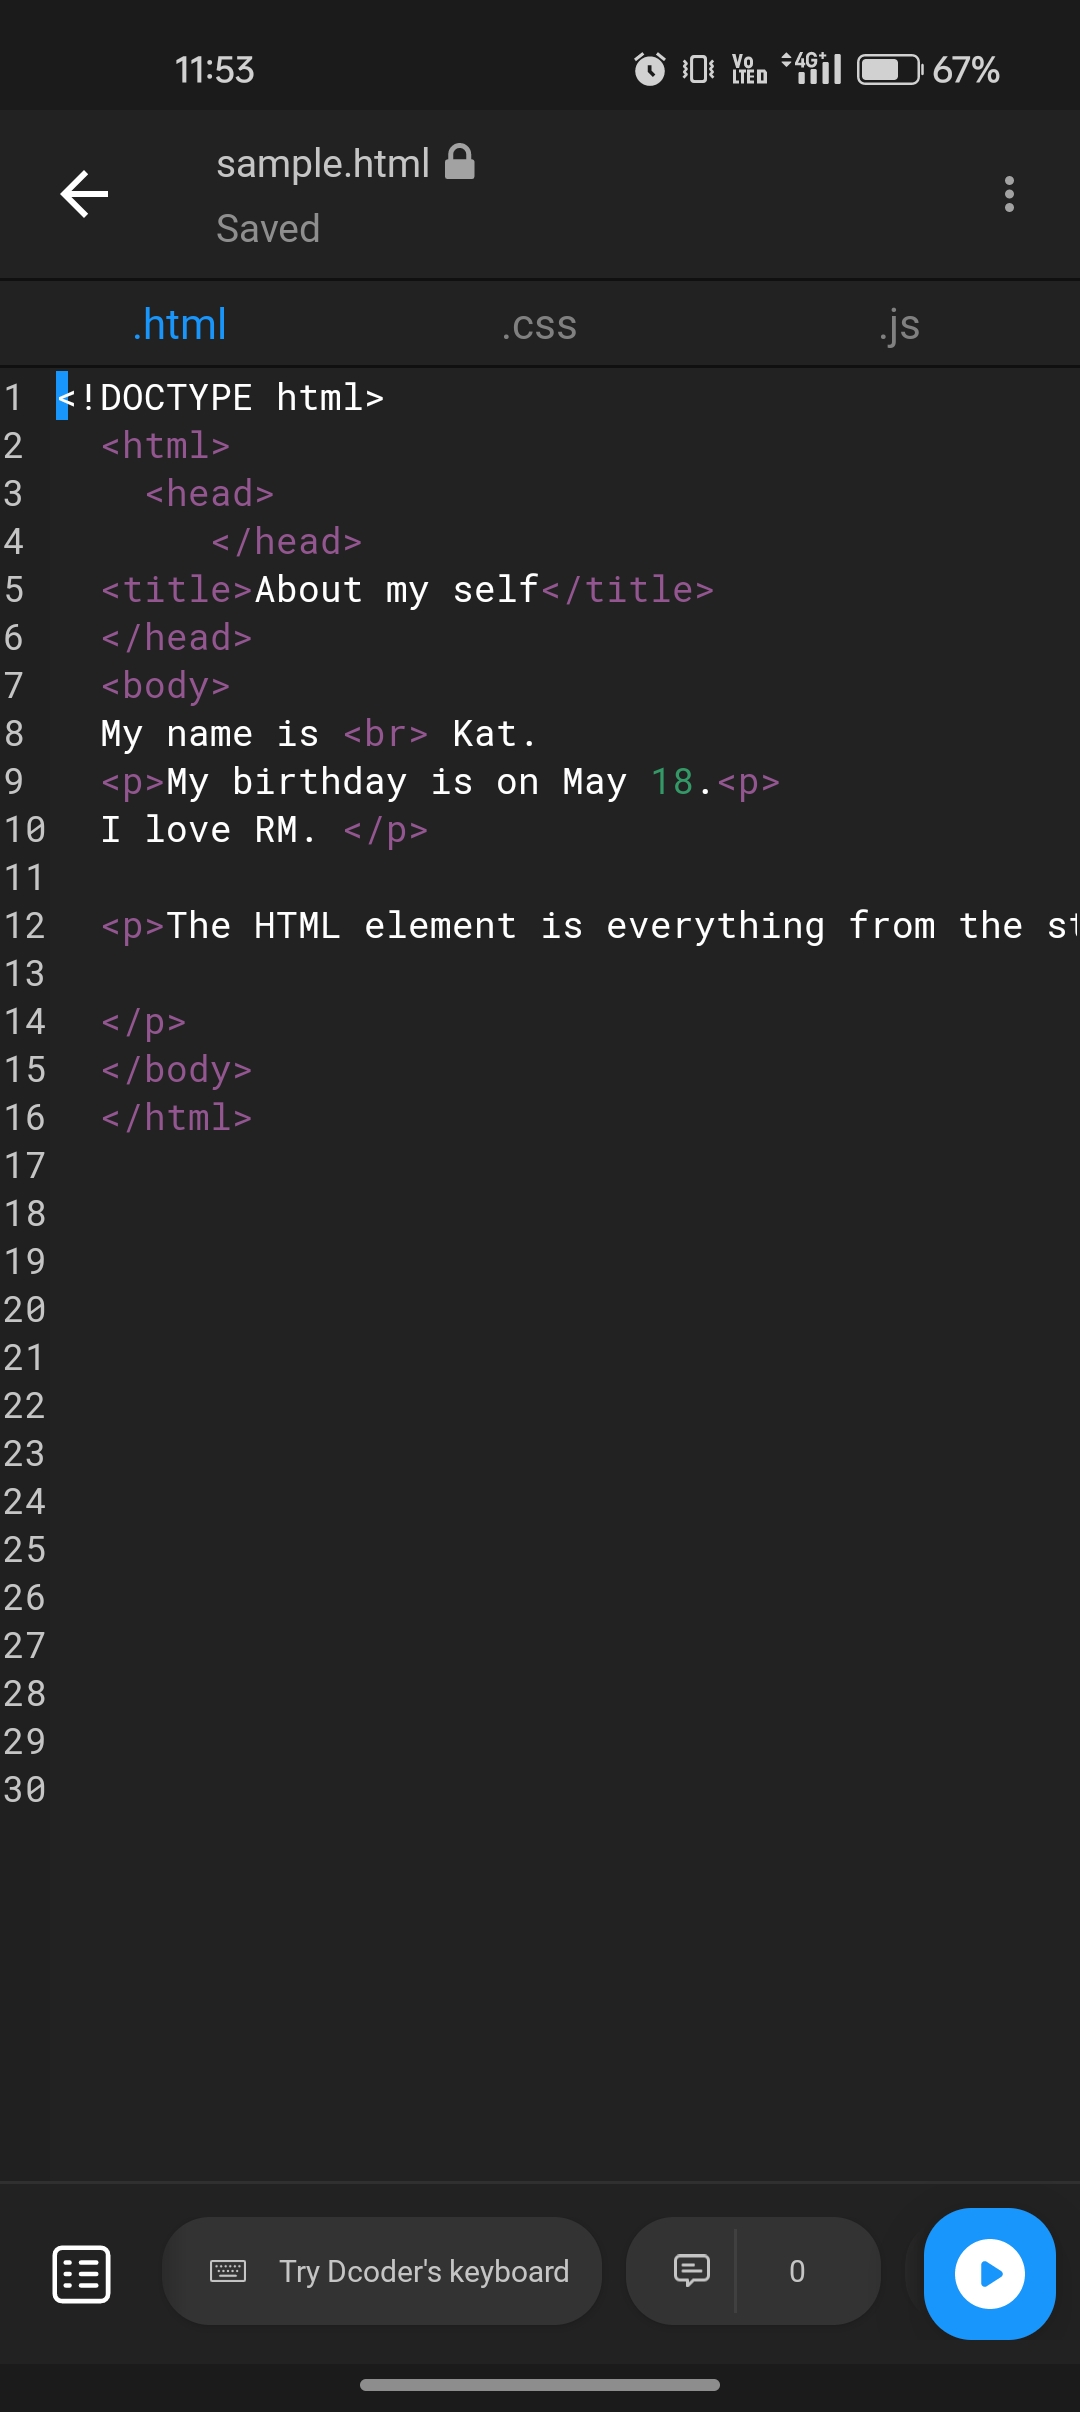 11:53
Vo LTED 4G+ 67%
sample.html
Saved
.html .css .js
1 <!DOCTYPE html>
2 <html>
3 <head>
4 </head>
5 <title>About my self</title>
6 </head>
7 <body>
8 My name is <br> Kat.
9 <p>My birthday is on May 18.<p>
10 I love RM. </p>
11
12 <p>The HTML element is everything from the
13
14 </p>
15 </body>
16 </html>
17
18
19
20
21
22
23
24
25
26
27
28
29
30
Try Dcoder's keyboard 0